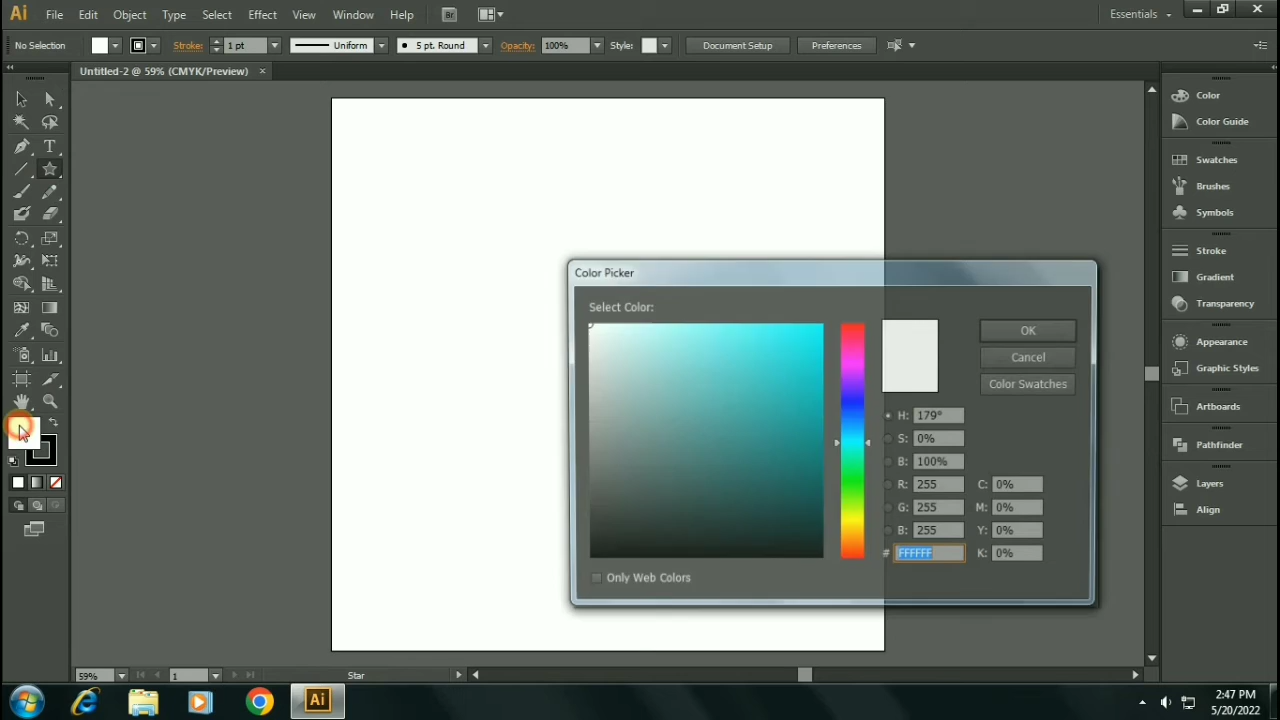 Ai File Edit Object Type Select Effect View Window Help Br Essentials
No Selection Stroke: 1 pt Uniform 5 pt. Round Opacity: 100% Style: Document Setup Preferences
Untitled-2 @ 59% (CMYK/Preview)
Color
Color Guide
Swatches
Brushes
Symbols
Stroke
Gradient
Transparency
Appearance
Graphic Styles
Artboards
Pathfinder
Layers
Align
T
Color Picker
Select Color:
OK
Cancel
Color Swatches
H: 179°
S: 0%
B: 100%
R: 255 C: 0%
G: 255 M: 0%
B: 255 Y: 0%
# FFFFFF K: 0%
Only Web Colors
59% 1 Star
Ai
2:47 PM
5/20/2022